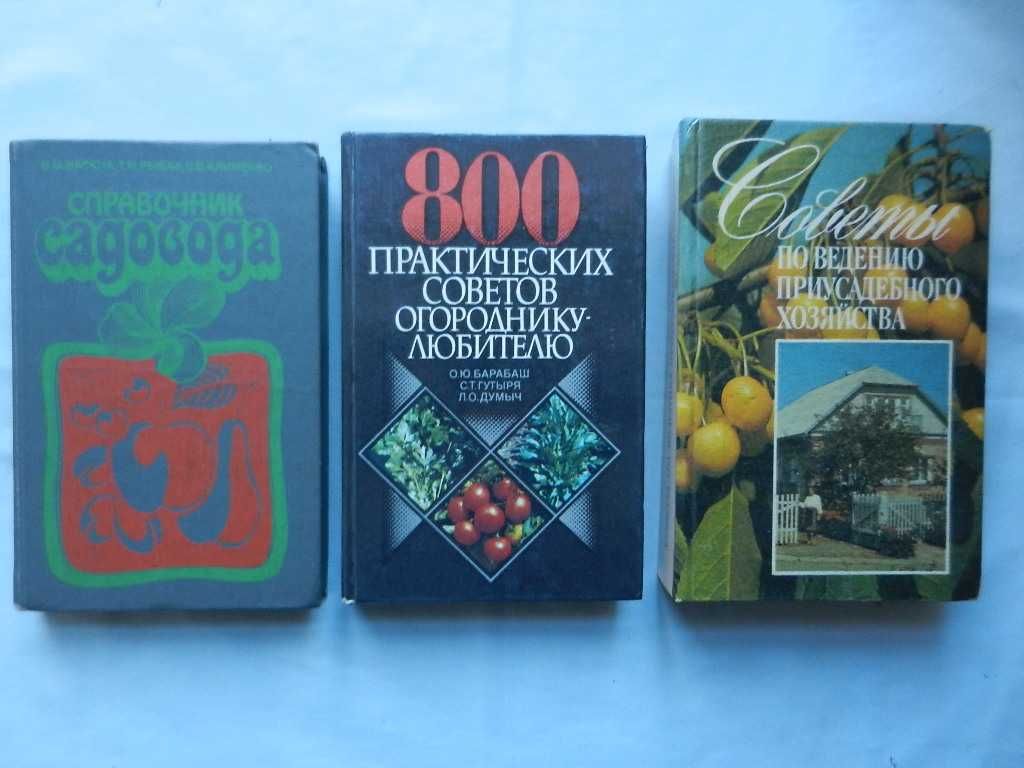 СПРАВОЧНИК
садовода
800
ПРАКТИЧЕСКИХ
СОВЕТОВ
ОГОРОДНИКУ-
ЛЮБИТЕЛЮ
О.Ю.БАРАБАШ
С.Т.ГУТЫРЯ
Л.О.ДУМЫЧ
Советы
ПО ВЕДЕНИЮ
ПРИУСАДЕБНОГО
ХОЗЯЙСТВА